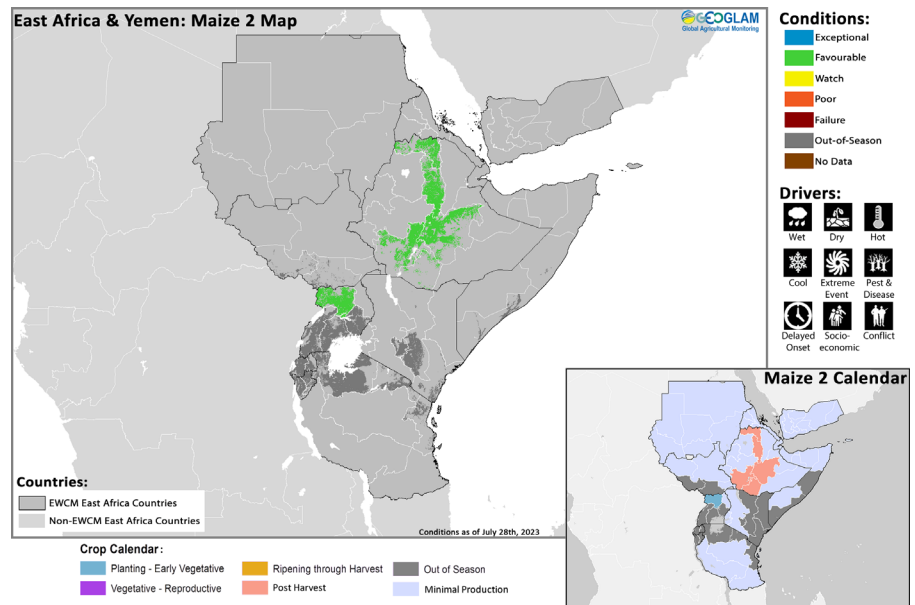 East Africa & Yemen: Maize 2 Map
GEOGLAM
Global Agricultural Monitoring
Conditions:
Exceptional
Favourable
Watch
Poor
Failure
Out-of-Season
No Data
Drivers:
Wet
Dry
Hot
Cool
Extreme
Event
Pest &
Disease
Delayed
Onset
Socio-
economic
Conflict
Maize 2 Calendar
Countries:
EWCM East Africa Countries
Non-EWCM East Africa Countries
Conditions as of July 28th, 2023
Crop Calendar:
Planting - Early Vegetative
Ripening through Harvest
Out of Season
Vegetative - Reproductive
Post Harvest
Minimal Production